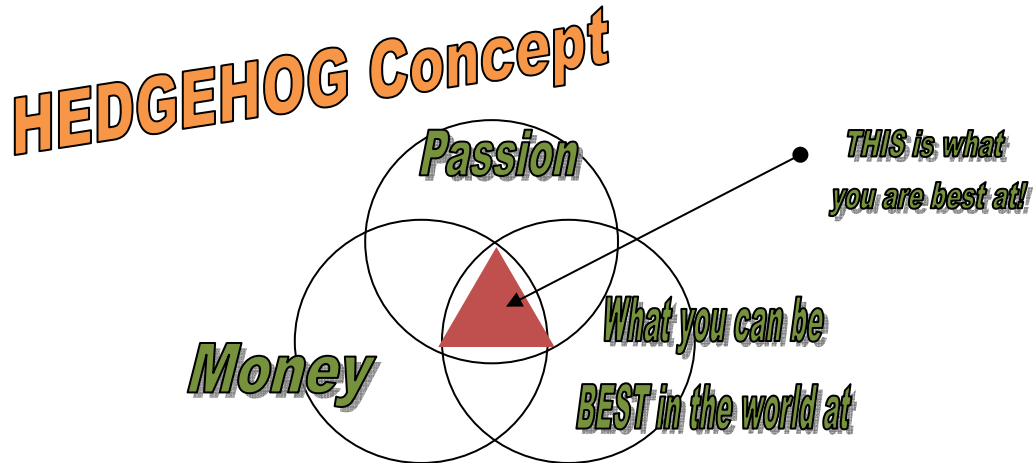 HEDGEHOG Concept
Passion
THIS is what
you are best at!
What you can be
Money
BEST in the world at